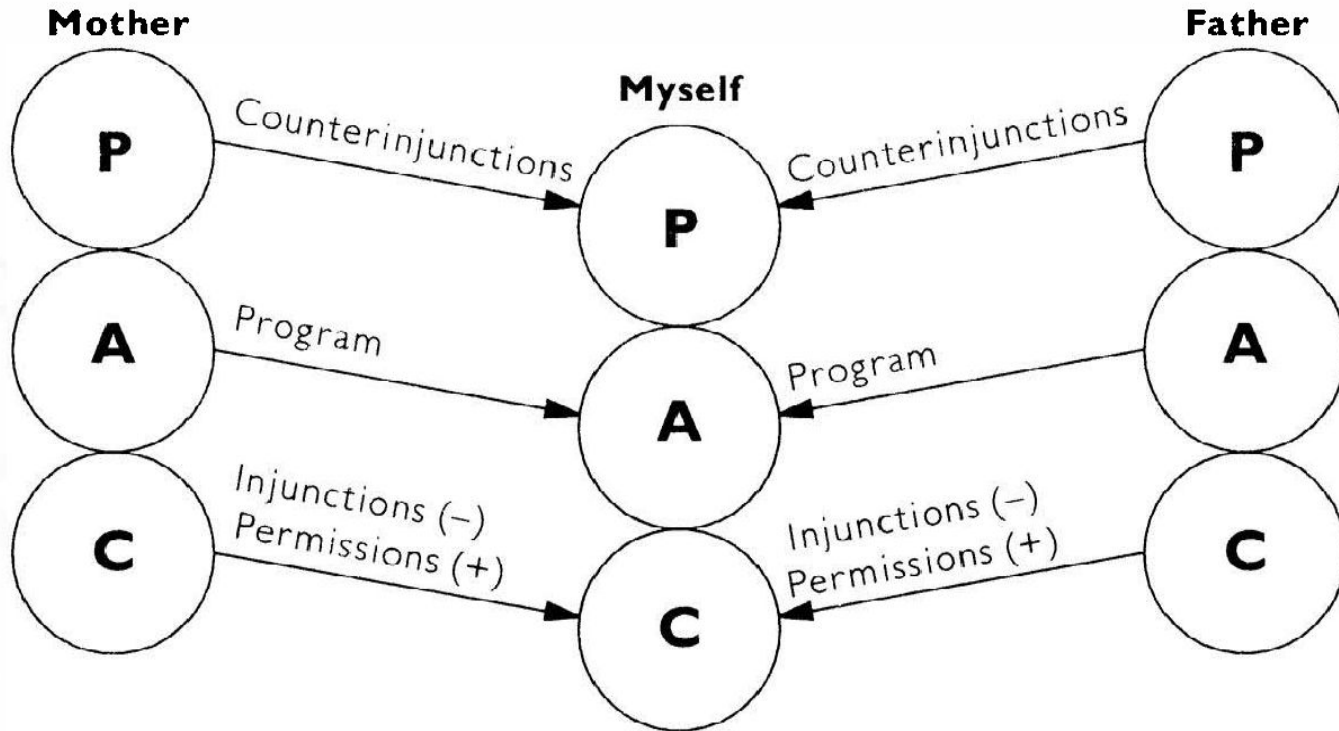 Mother
Father
Myself
P
Counterinjunctions
Counterinjunctions
P
P
A
Program
Program
A
A
C
Injunctions (–)
Permissions (+)
Injunctions (–)
Permissions (+)
C
C